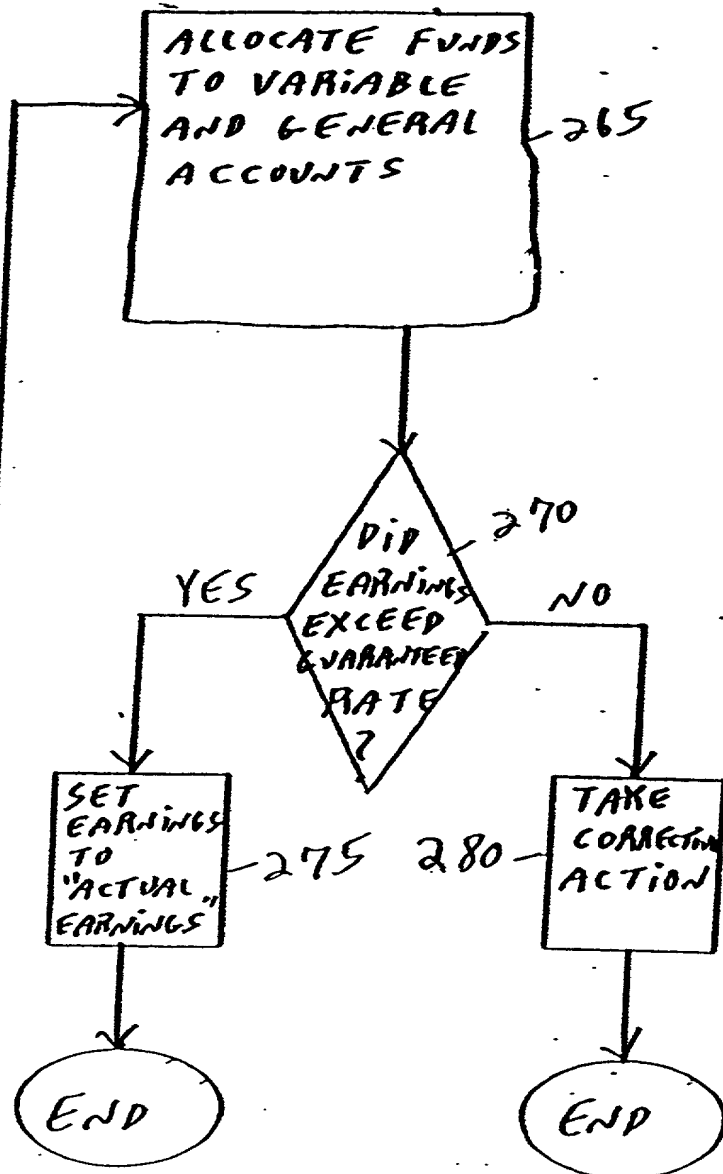 ALLOCATE FUNDS
TO VARIABLE
AND GENERAL
ACCOUNTS
265
DID
EARNINGS
EXCEED
GUARANTEED
RATE
?
270
YES
NO
SET
EARNINGS
TO
"ACTUAL"
EARNINGS
275
280
TAKE
CORRECTIVE
ACTION
END
END